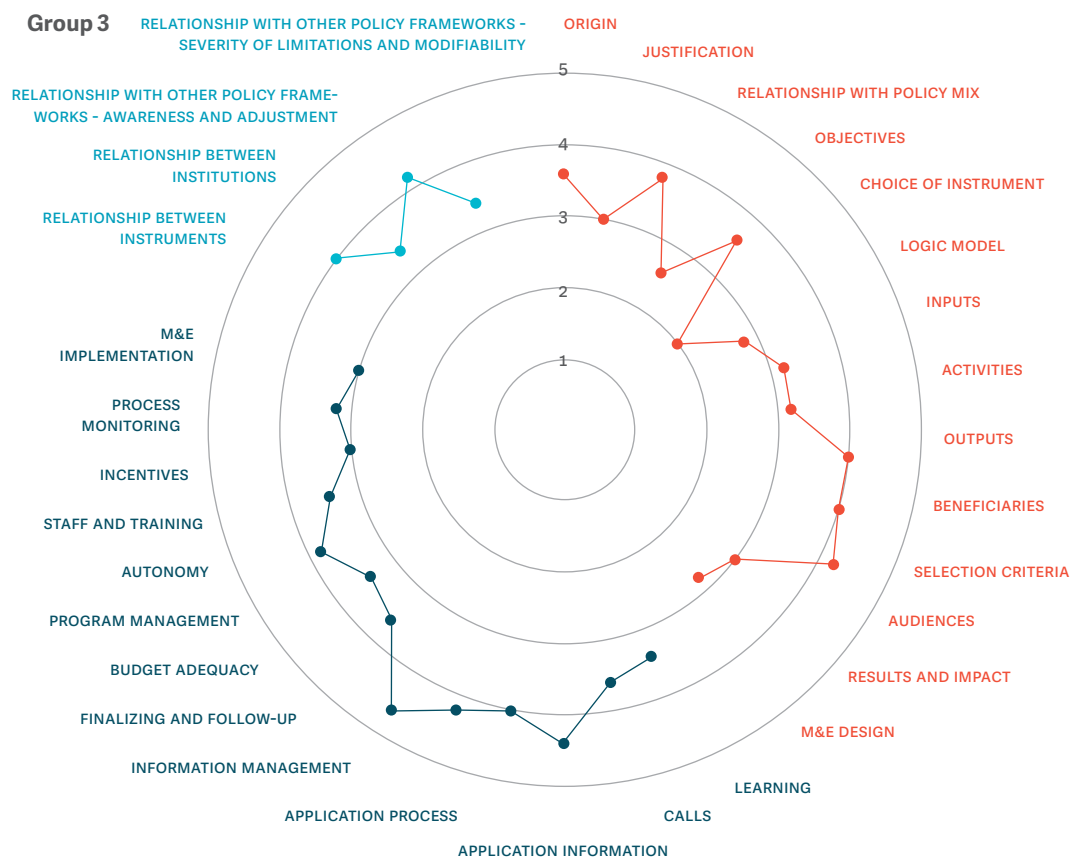 Group 3
RELATIONSHIP WITH OTHER POLICY FRAMEWORKS –
SEVERITY OF LIMITATIONS AND MODIFIABILITY
ORIGIN
JUSTIFICATION
5
RELATIONSHIP WITH POLICY MIX
RELATIONSHIP WITH OTHER POLICY FRAME-
WORKS – AWARENESS AND ADJUSTMENT
OBJECTIVES
4
RELATIONSHIP BETWEEN
INSTITUTIONS
CHOICE OF INSTRUMENT
3
RELATIONSHIP BETWEEN
INSTRUMENTS
LOGIC MODEL
2
INPUTS
M&E
IMPLEMENTATION
1
ACTIVITIES
PROCESS
MONITORING
OUTPUTS
INCENTIVES
BENEFICIARIES
STAFF AND TRAINING
AUTONOMY
SELECTION CRITERIA
PROGRAM MANAGEMENT
AUDIENCES
BUDGET ADEQUACY
RESULTS AND IMPACT
FINALIZING AND FOLLOW-UP
M&E DESIGN
INFORMATION MANAGEMENT
LEARNING
APPLICATION PROCESS
CALLS
APPLICATION INFORMATION